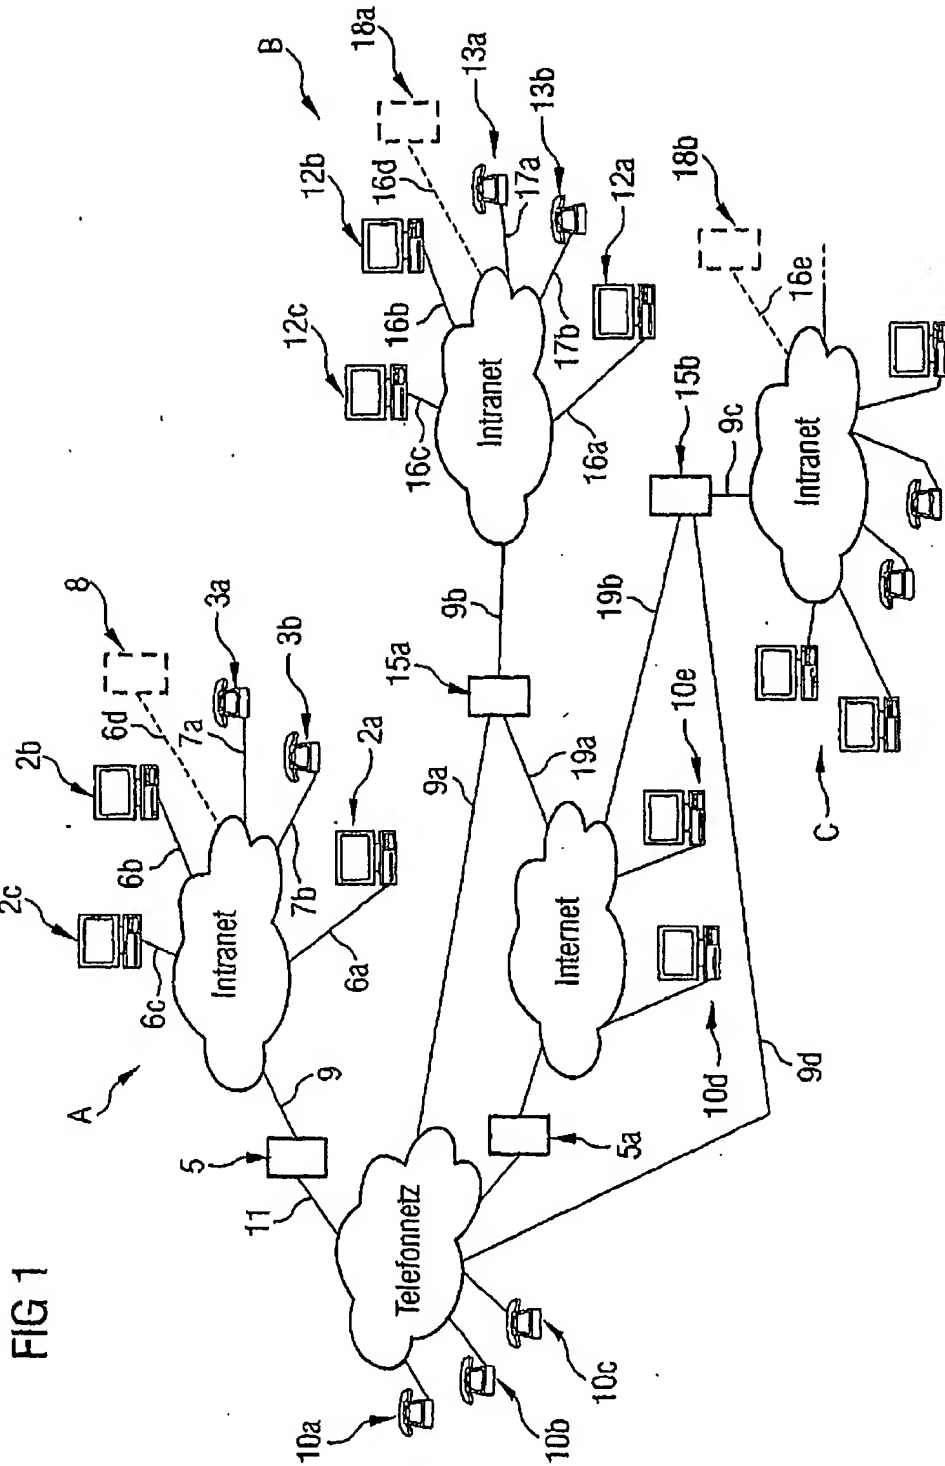 FIG 1
A
2c
2b
8
6c
6b
6d
7a
3a
3b
7b
2a
6a
Intranet
9
5
11
Telefonnetz
10a
10b
10c
5a
9a
15a
9b
19a
Internet
10d
10e
9d
19b
15b
9c
B
12c
12b
18a
16c
16b
16d
13a
17a
13b
17b
12a
16a
Intranet
18b
16e
Intranet
C